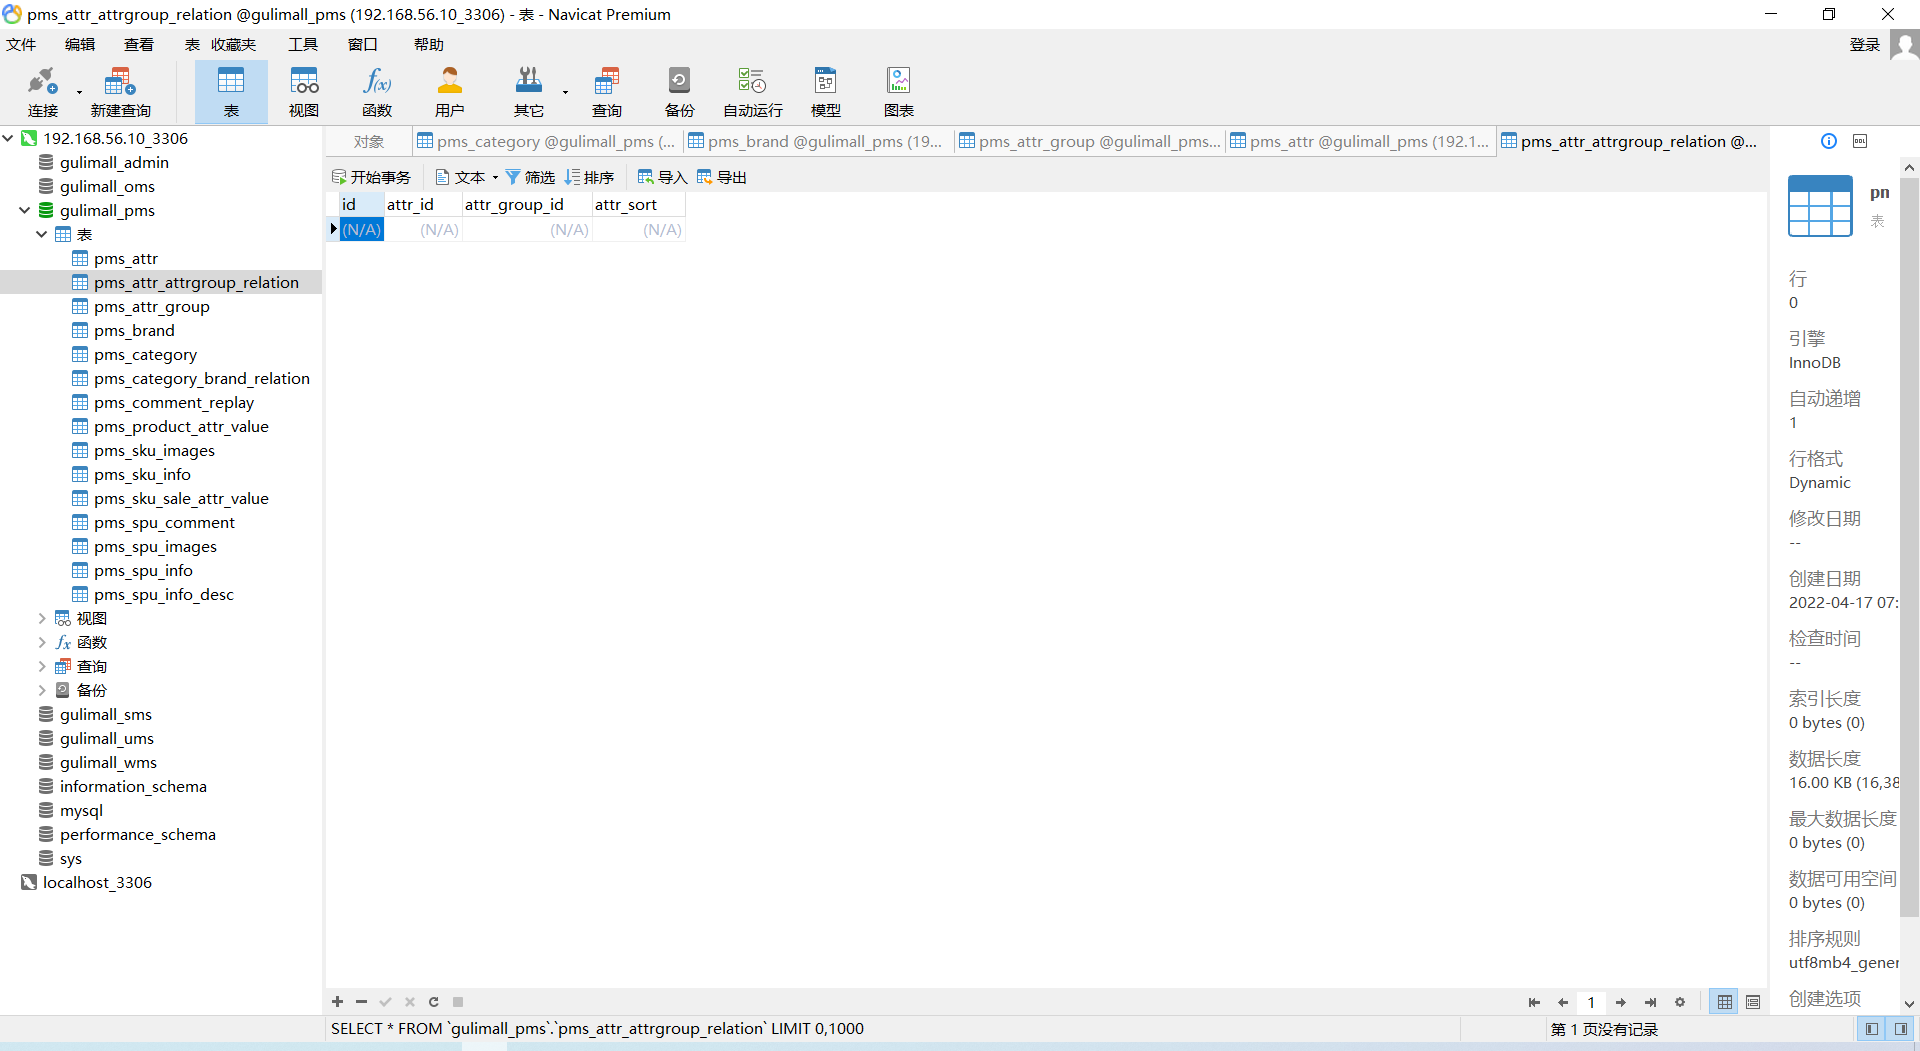 pms_attr_attrgroup_relation @gulimall_pms (192.168.56.10_3306) - 表 - Navicat Premium
文件 编辑 查看 表 收藏夹 工具 窗口 帮助 登录
连接 新建查询 表 视图 函数 用户 其它 查询 备份 自动运行 模型 图表
192.168.56.10_3306
gulimall_admin
gulimall_oms
gulimall_pms
表
pms_attr
pms_attr_attrgroup_relation
pms_attr_group
pms_brand
pms_category
pms_category_brand_relation
pms_comment_replay
pms_product_attr_value
pms_sku_images
pms_sku_info
pms_sku_sale_attr_value
pms_spu_comment
pms_spu_images
pms_spu_info
pms_spu_info_desc
视图
函数
查询
备份
gulimall_sms
gulimall_ums
gulimall_wms
information_schema
mysql
performance_schema
sys
localhost_3306
对象 pms_category @gulimall_pms (... pms_brand @gulimall_pms (19... pms_attr_group @gulimall_pms... pms_attr @gulimall_pms (192.1... pms_attr_attrgroup_relation @...
开始事务 文本 筛选 排序 导入 导出
id attr_id attr_group_id attr_sort
(N/A) (N/A) (N/A) (N/A)
pn
表
行
0
引擎
InnoDB
自动递增
1
行格式
Dynamic
修改日期
--
创建日期
2022-04-17 07:
检查时间
--
索引长度
0 bytes (0)
数据长度
16.00 KB (16,38
最大数据长度
0 bytes (0)
数据可用空间
0 bytes (0)
排序规则
utf8mb4_gener
创建选项
1
SELECT * FROM `gulimall_pms`.`pms_attr_attrgroup_relation` LIMIT 0,1000
第 1 页没有记录